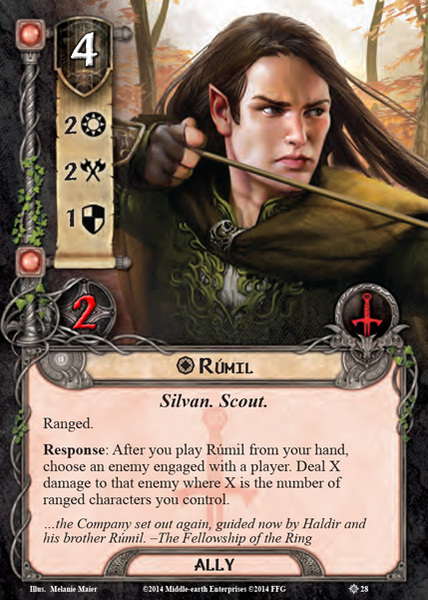 4
2
2
1
2
RÚMIL
Silvan. Scout.
Ranged.
Response: After you play Rúmil from your hand,
choose an enemy engaged with a player. Deal X
damage to that enemy where X is the number of
ranged characters you control.
…the Company set out again, guided now by Haldir and
his brother Rúmil. –The Fellowship of the Ring
ALLY
Illus. Melanie Maier ©2014 Middle-earth Enterprises ©2014 FFG 28